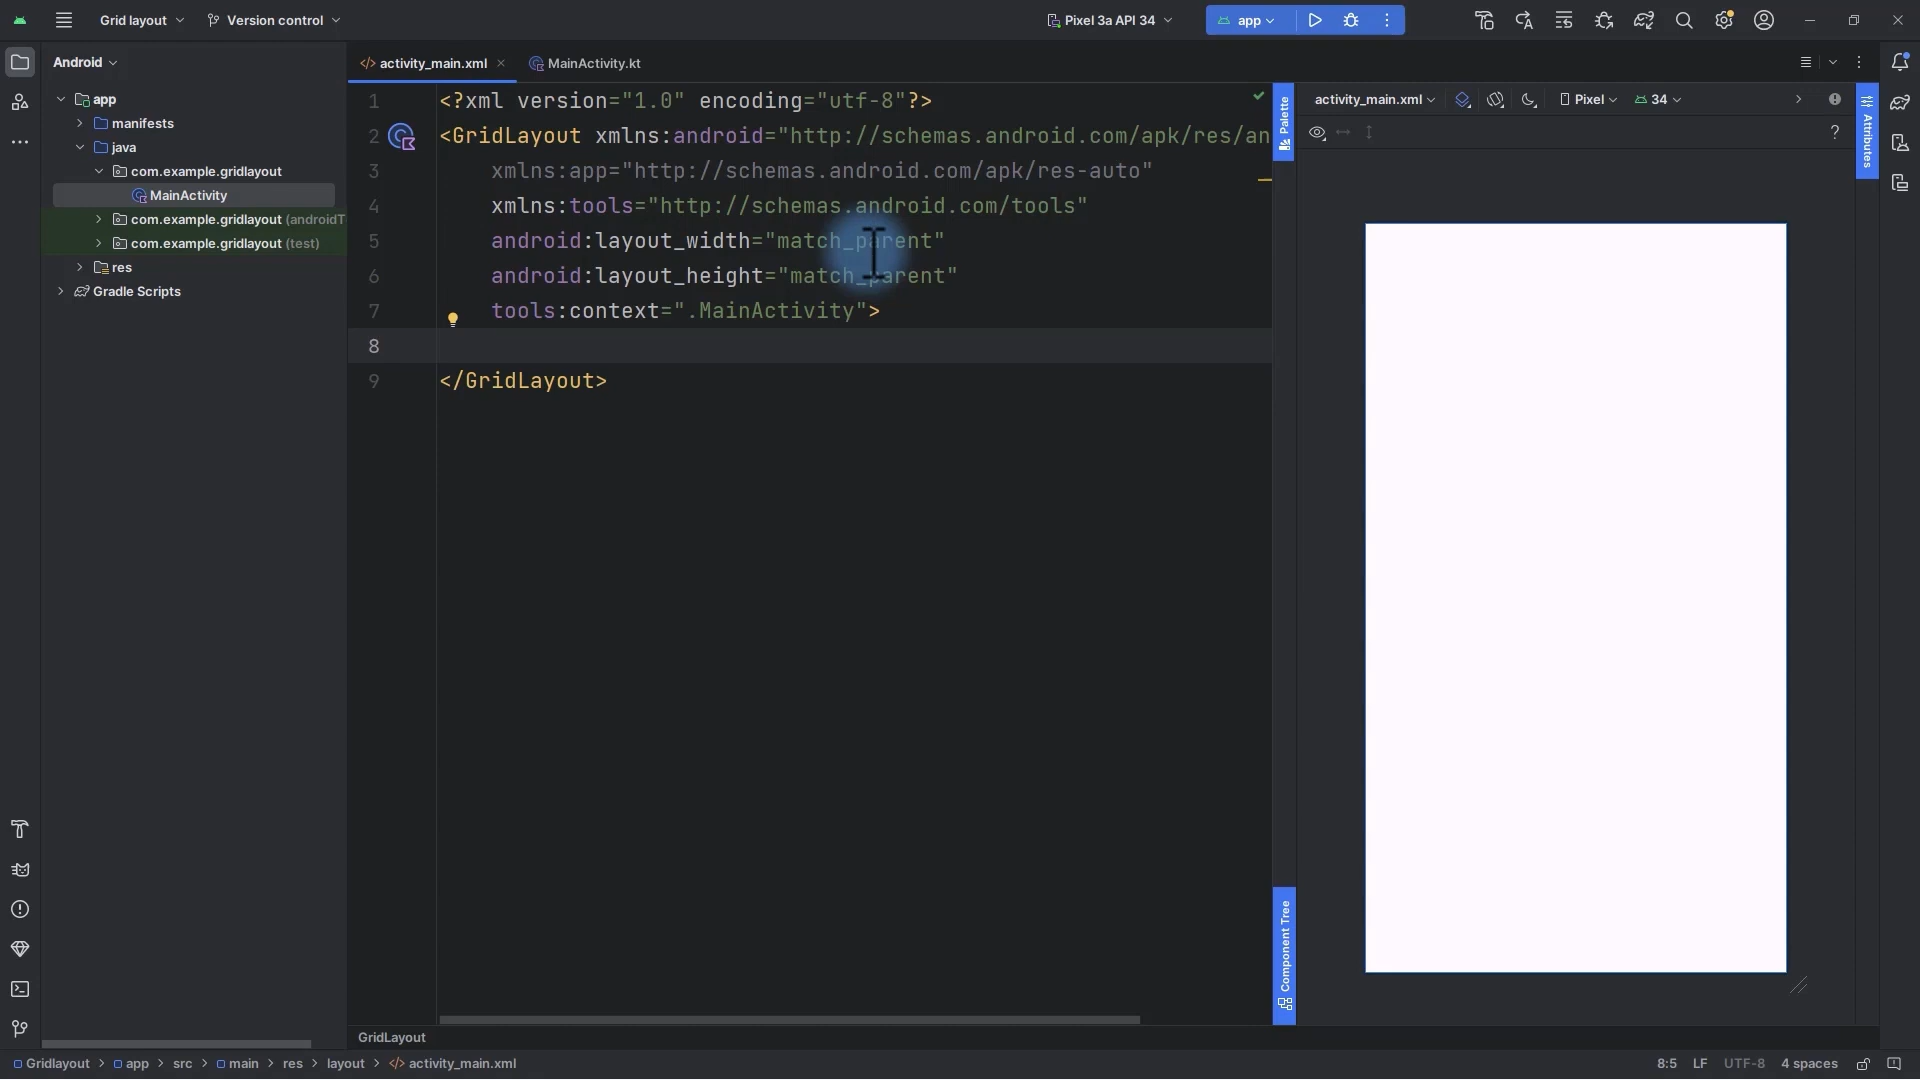 Grid layout
Version control
Pixel 3a API 34
app
Android
app
manifests
java
com.example.gridlayout
MainActivity
com.example.gridlayout (androidT
com.example.gridlayout (test)
res
Gradle Scripts
activity_main.xml
MainActivity.kt
1 <?xml version="1.0" encoding="utf-8"?>
2 <GridLayout xmlns:android="http://schemas.android.com/apk/res/an
3 xmlns:app="http://schemas.android.com/apk/res-auto"
4 xmlns:tools="http://schemas.android.com/tools"
5 android:layout_width="match_parent"
6 android:layout_height="match_parent"
7 tools:context=".MainActivity">
8
9 </GridLayout>
Palette
Component Tree
activity_main.xml
Pixel
34
?
Attributes
GridLayout
Gridlayout > app > src > main > res > layout > activity_main.xml
8:5 LF UTF-8 4 spaces